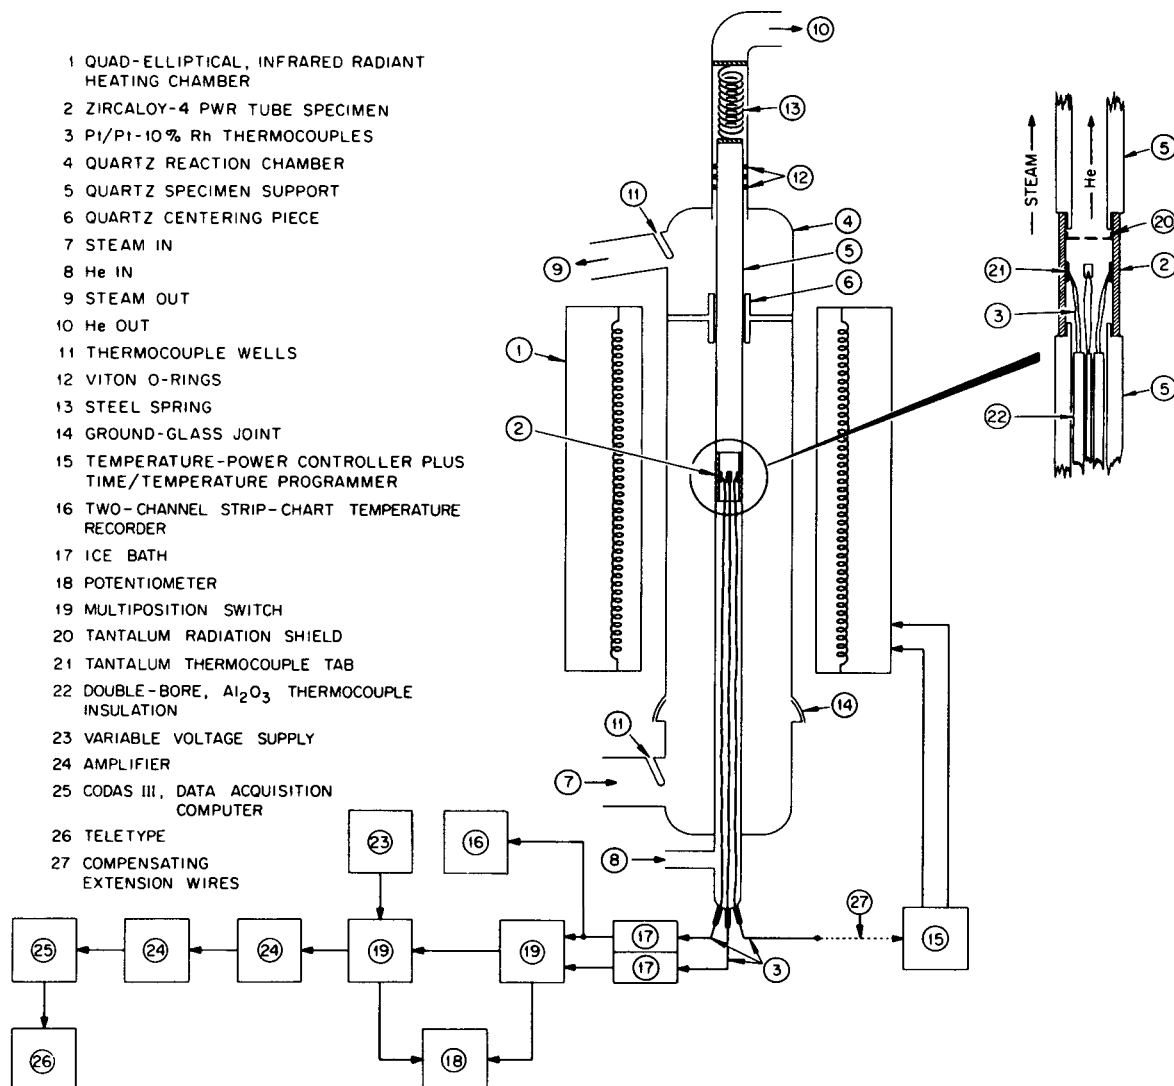 1 QUAD-ELLIPTICAL, INFRARED RADIANT
HEATING CHAMBER
2 ZIRCALOY-4 PWR TUBE SPECIMEN
3 Pt/Pt-10% Rh THERMOCOUPLES
4 QUARTZ REACTION CHAMBER
5 QUARTZ SPECIMEN SUPPORT
6 QUARTZ CENTERING PIECE
7 STEAM IN
8 He IN
9 STEAM OUT
10 He OUT
11 THERMOCOUPLE WELLS
12 VITON O-RINGS
13 STEEL SPRING
14 GROUND-GLASS JOINT
15 TEMPERATURE-POWER CONTROLLER PLUS
TIME/TEMPERATURE PROGRAMMER
16 TWO-CHANNEL STRIP-CHART TEMPERATURE
RECORDER
17 ICE BATH
18 POTENTIOMETER
19 MULTIPOSITION SWITCH
20 TANTALUM RADIATION SHIELD
21 TANTALUM THERMOCOUPLE TAB
22 DOUBLE-BORE, Al₂O₃ THERMOCOUPLE
INSULATION
23 VARIABLE VOLTAGE SUPPLY
24 AMPLIFIER
25 CODAS III, DATA ACQUISITION
COMPUTER
26 TELETYPE
27 COMPENSATING
EXTENSION WIRES
10
13
12
11
4
5
9
6
1
2
14
11
7
8
STEAM
He
5
20
21
2
3
5
22
23
16
27
25
24
24
19
19
17
17
3
15
26
18